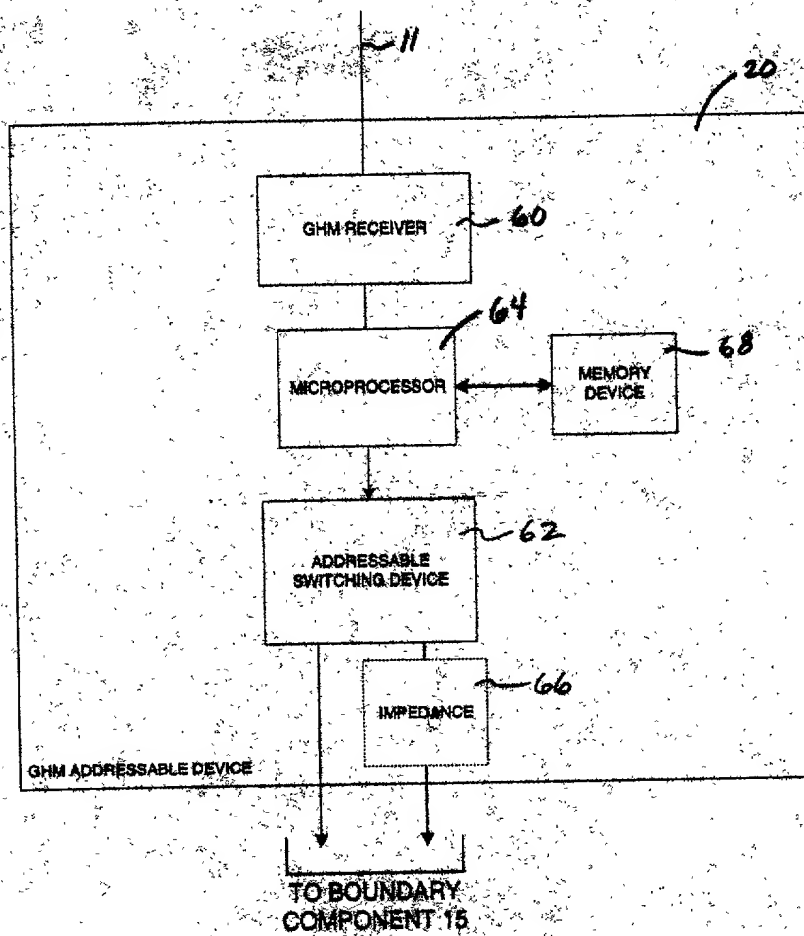 11
20
GHM RECEIVER
60
64
MICROPROCESSOR
68
MEMORY
DEVICE
62
ADDRESSABLE
SWITCHING DEVICE
66
IMPEDANCE
GHM ADDRESSABLE DEVICE
TO BOUNDARY
COMPONENT 15